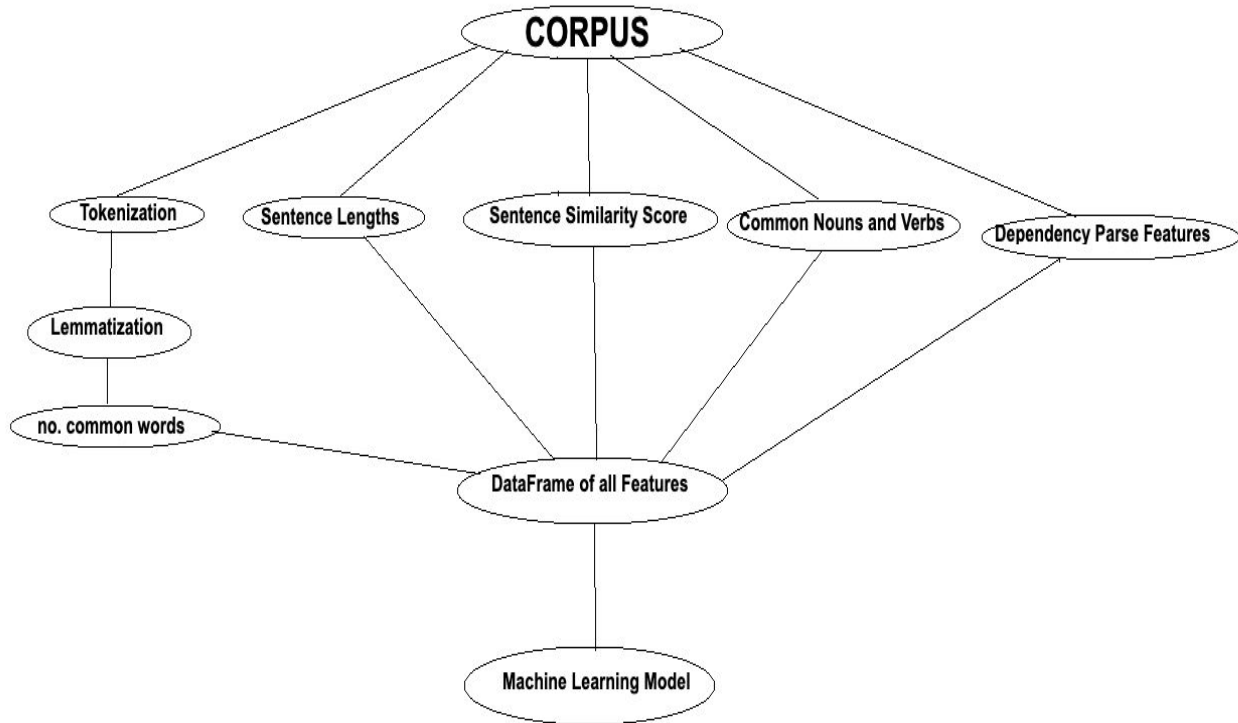 CORPUS
Tokenization
Sentence Lengths
Sentence Similarity Score
Common Nouns and Verbs
Dependency Parse Features
Lemmatization
no. common words
DataFrame of all Features
Machine Learning Model